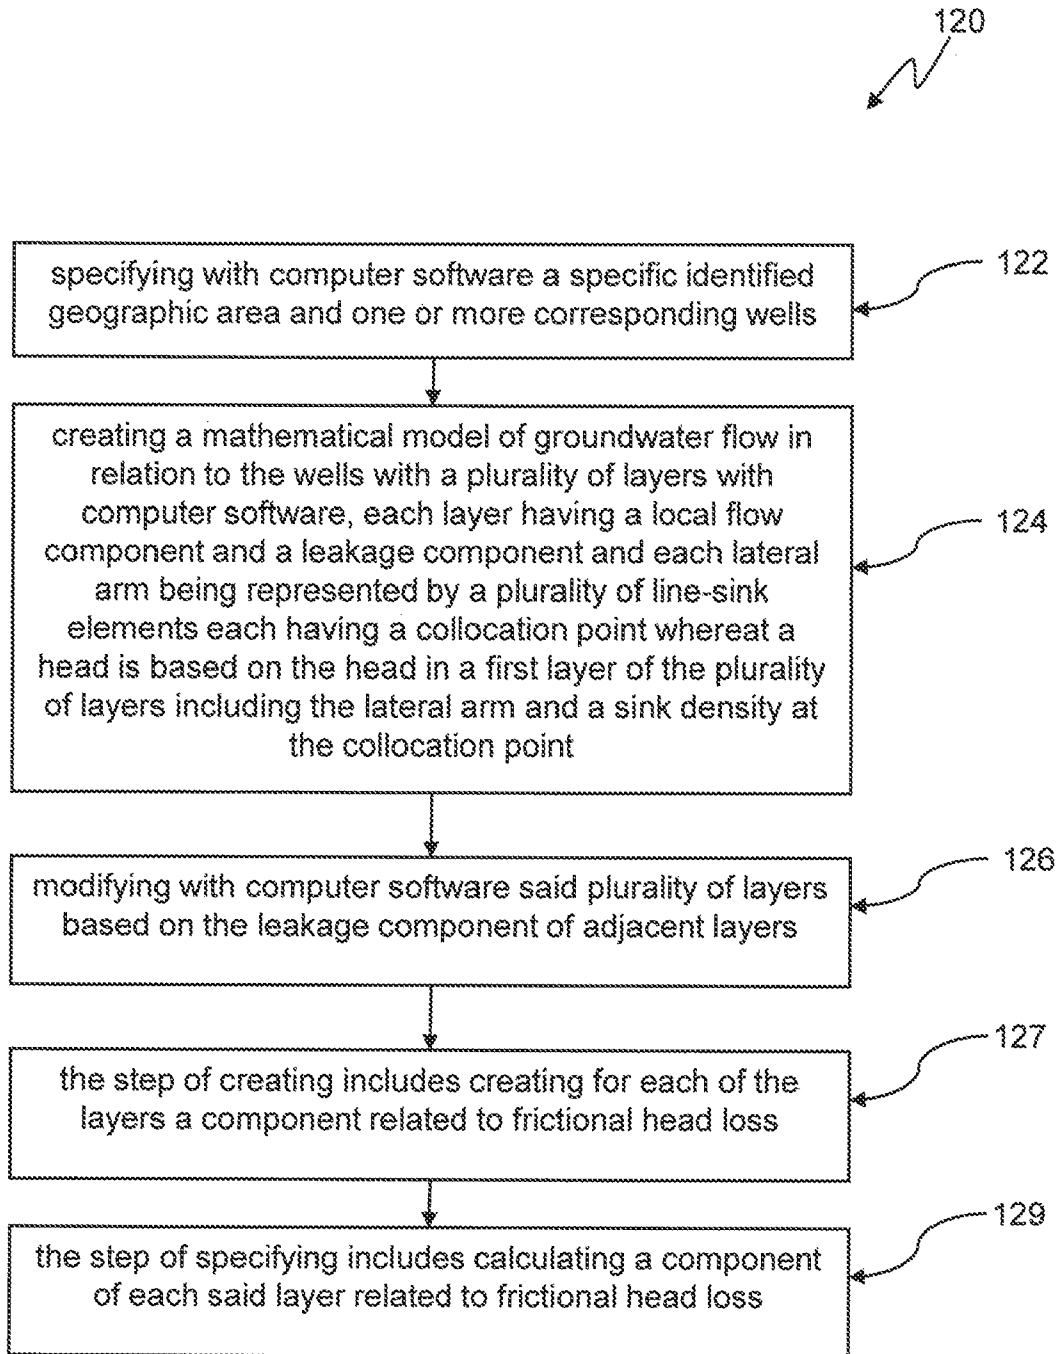 120
specifying with computer software a specific identified
geographic area and one or more corresponding wells
122
creating a mathematical model of groundwater flow in
relation to the wells with a plurality of layers with
computer software, each layer having a local flow
component and a leakage component and each lateral
arm being represented by a plurality of line-sink
elements each having a collocation point whereat a
head is based on the head in a first layer of the plurality
of layers including the lateral arm and a sink density at
the collocation point
124
modifying with computer software said plurality of layers
based on the leakage component of adjacent layers
126
the step of creating includes creating for each of the
layers a component related to frictional head loss
127
the step of specifying includes calculating a component
of each said layer related to frictional head loss
129